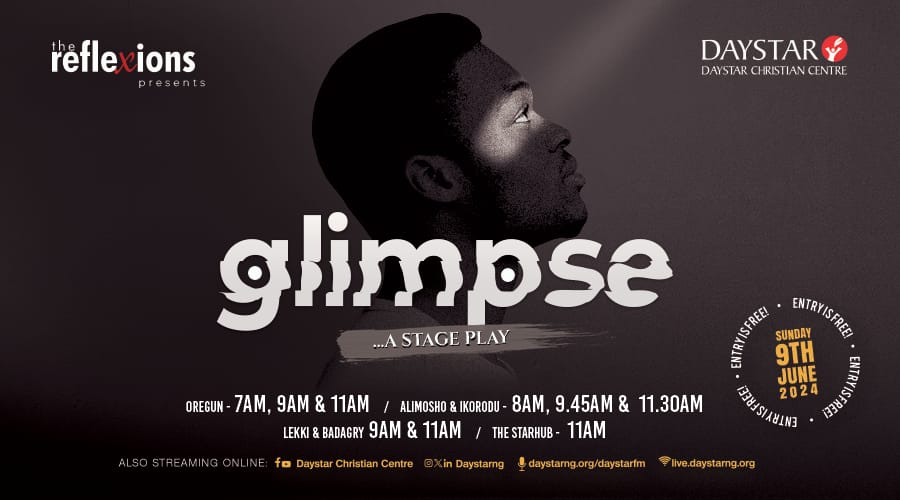 the
reflexions
presents
DAYSTAR
DAYSTAR CHRISTIAN CENTRE
glimpse
...A STAGE PLAY
ENTRY IS FREE! • ENTRY IS FREE! • ENTRY IS FREE! • ENTRY IS FREE! •
SUNDAY
9TH
JUNE
2024
OREGUN - 7AM, 9AM & 11AM / ALIMOSHO & IKORODU - 8AM, 9.45AM & 11.30AM
LEKKI & BADAGRY 9AM & 11AM / THE STARHUB - 11AM
ALSO STREAMING ONLINE: Daystar Christian Centre Daystarng daystarng.org/daystarfm live.daystarng.org